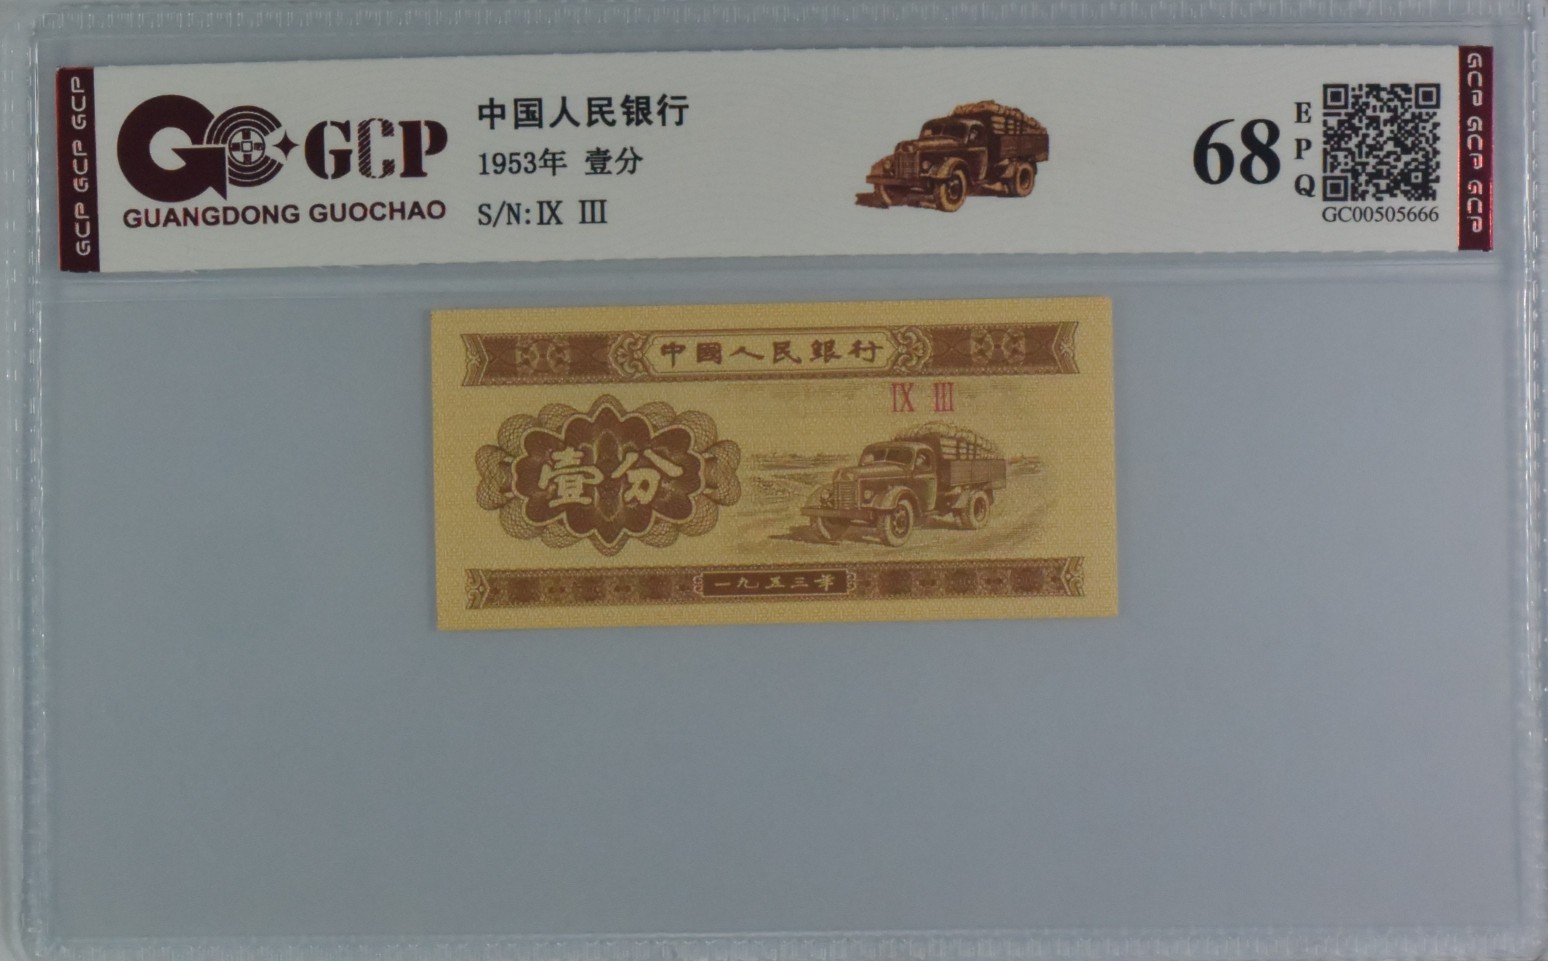 GCP GCP GCP
GC GCP
GUANGDONG GUOCHAO
中国人民银行
1953年 壹分
S/N:Ⅸ Ⅲ
68
E
P
Q
GC00505666
GCP GCP GCP
中國人民銀行
Ⅸ Ⅲ
壹分
一九五三年